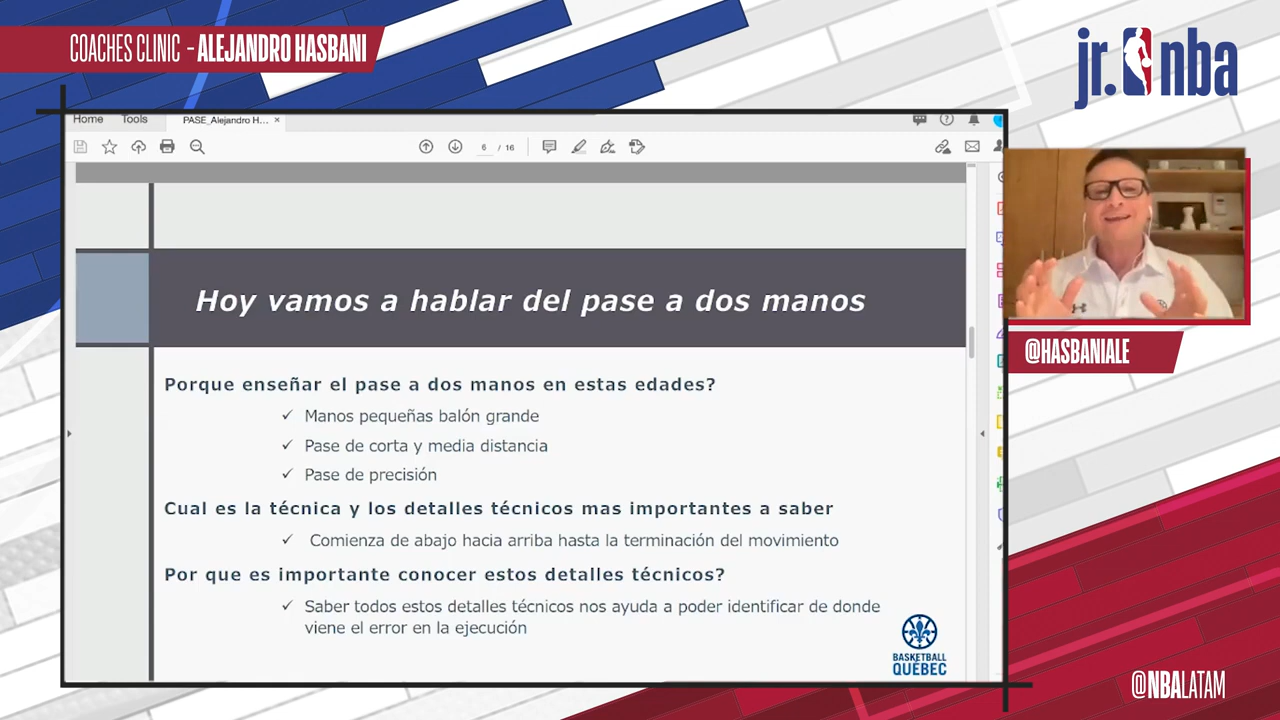 COACHES CLINIC - ALEJANDRO HASBANI
jr. nba
Home Tools PASE_Alejandro H... ×
6 / 16
Hoy vamos a hablar del pase a dos manos
Porque enseñar el pase a dos manos en estas edades?
✓ Manos pequeñas balón grande
✓ Pase de corta y media distancia
✓ Pase de precisión
Cual es la técnica y los detalles técnicos mas importantes a saber
✓ Comienza de abajo hacia arriba hasta la terminación del movimiento
Por que es importante conocer estos detalles técnicos?
✓ Saber todos estos detalles técnicos nos ayuda a poder identificar de donde
viene el error en la ejecución
BASKETBALL
QUÉBEC
@HASBANIALE
@NBALATAM